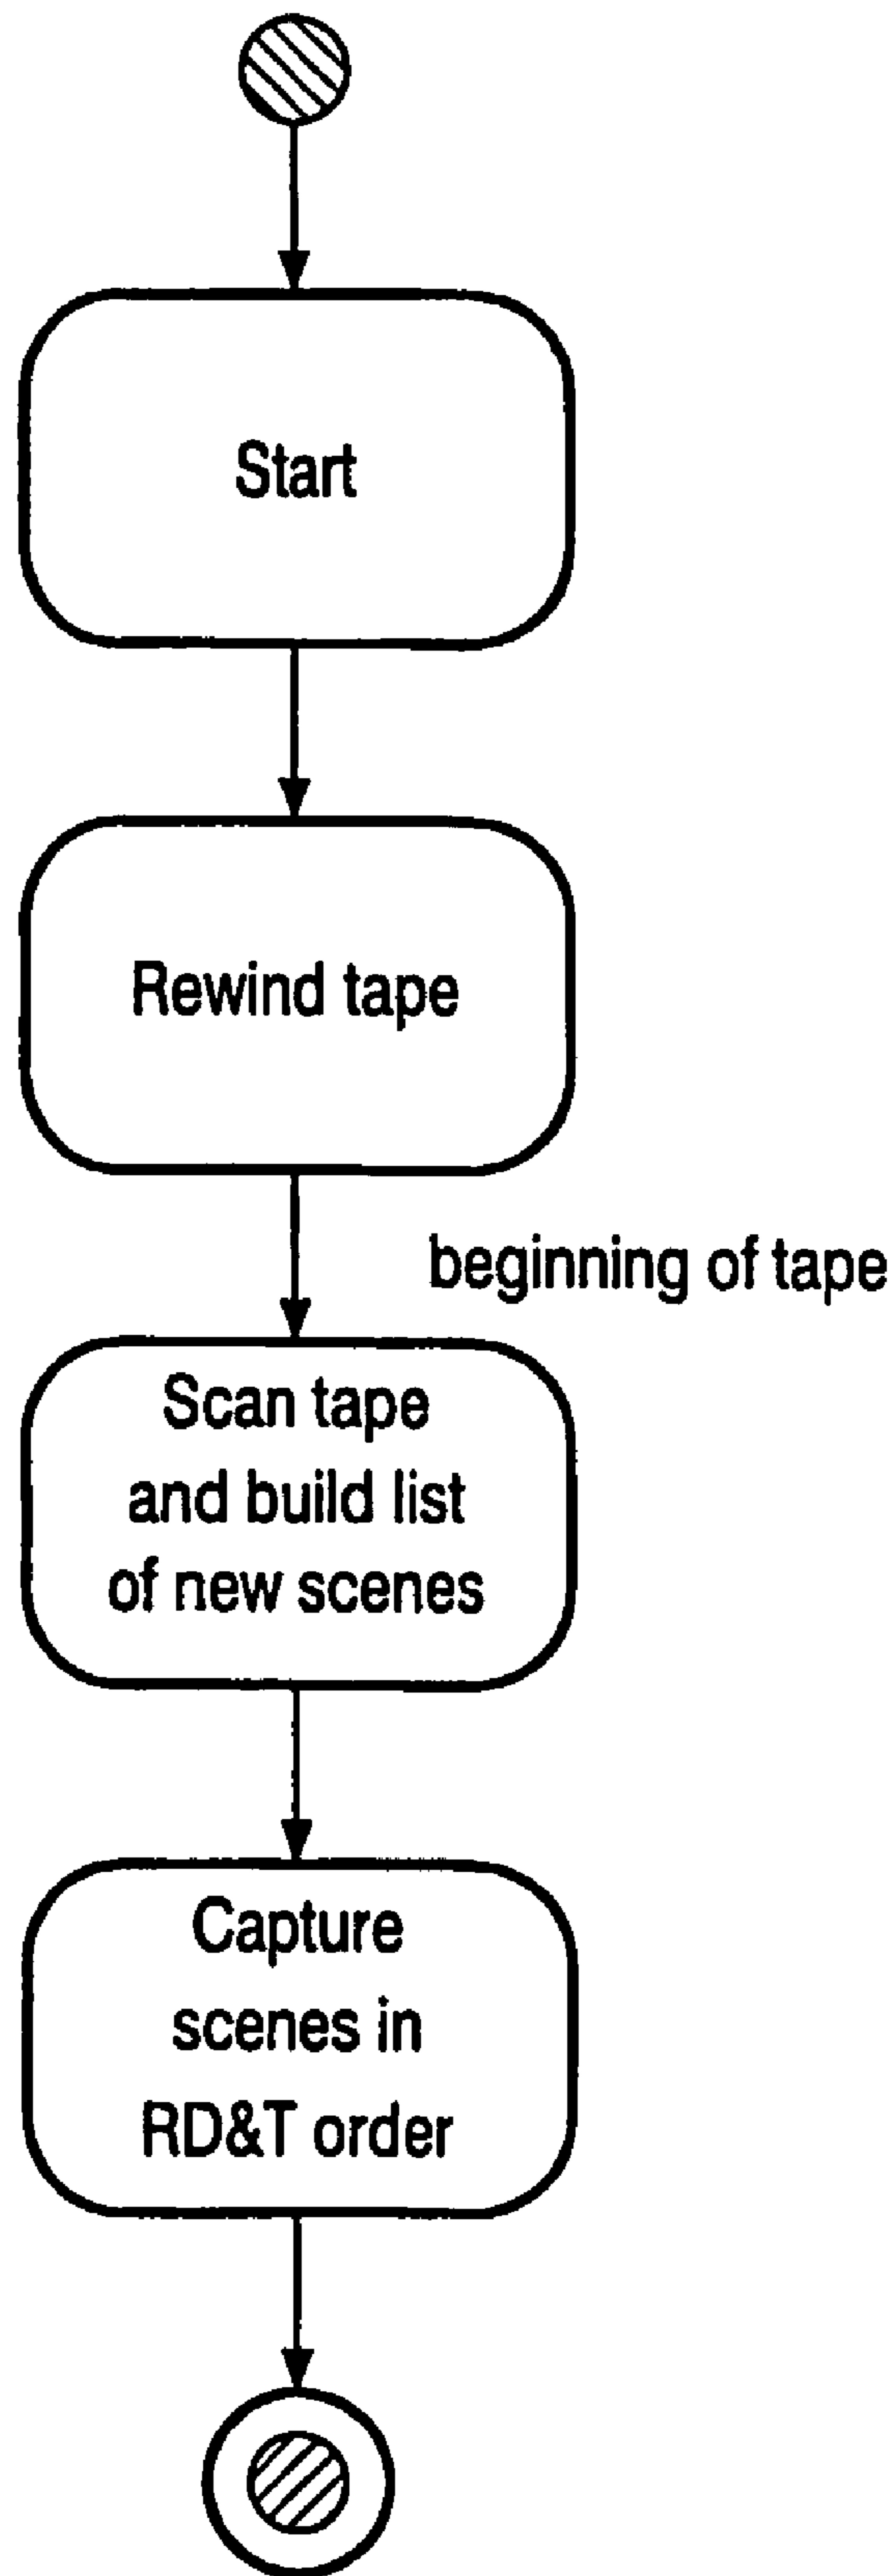 Start
Rewind tape
beginning of tape
Scan tape
and build list
of new scenes
Capture
scenes in
RD&T order